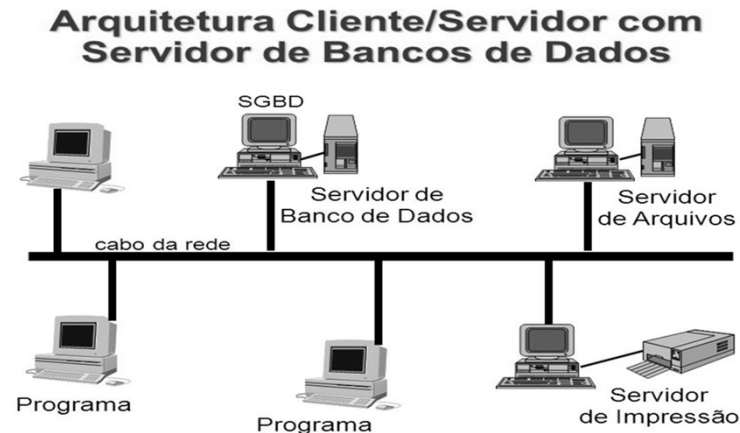 Arquitetura Cliente/Servidor com
Servidor de Bancos de Dados
SGBD
Servidor de
Banco de Dados
Servidor
de Arquivos
cabo da rede
Programa
Programa
Servidor
de Impressão